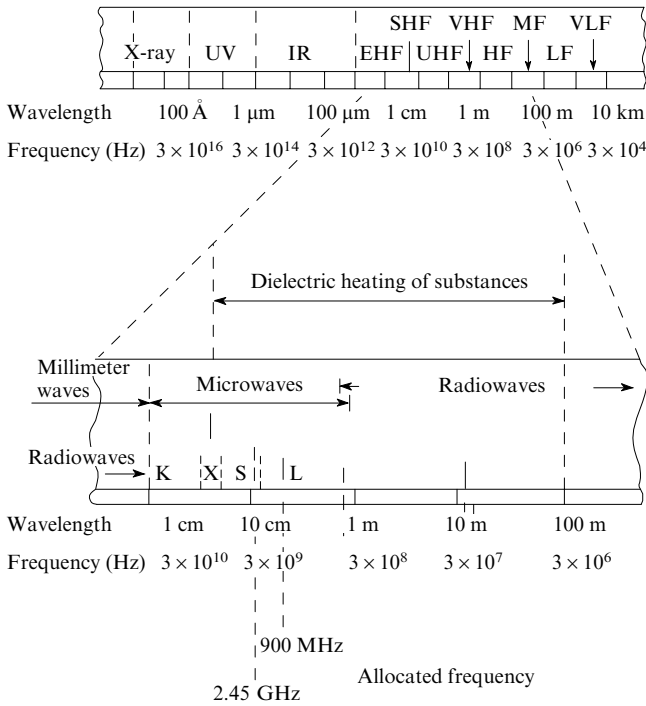 SHF VHF MF VLF
X-ray UV IR EHF UHF HF LF
Wavelength 100 Å 1 μm 100 μm 1 cm 1 m 100 m 10 km
Frequency (Hz) 3 × 10¹⁶ 3 × 10¹⁴ 3 × 10¹² 3 × 10¹⁰ 3 × 10⁸ 3 × 10⁶ 3 × 10⁴
Dielectric heating of substances
Millimeter
waves
Microwaves
Radiowaves
Radiowaves K X S L
Wavelength 1 cm 10 cm 1 m 10 m 100 m
Frequency (Hz) 3 × 10¹⁰ 3 × 10⁹ 3 × 10⁸ 3 × 10⁷ 3 × 10⁶
900 MHz
Allocated frequency
2.45 GHz